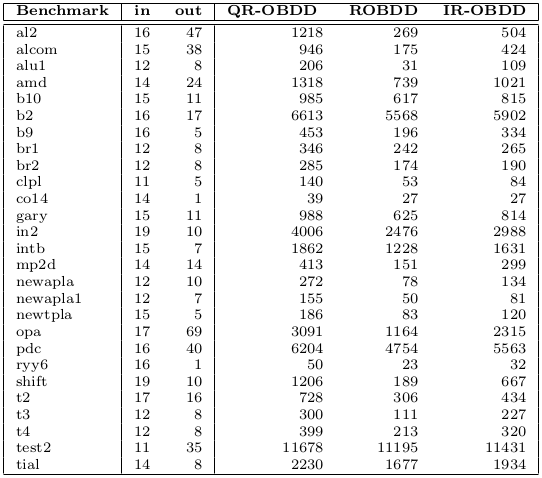 Benchmark in out QR-OBDD ROBDD IR-OBDD
al2 16 47 1218 269 504
alcom 15 38 946 175 424
alu1 12 8 206 31 109
amd 14 24 1318 739 1021
b10 15 11 985 617 815
b2 16 17 6613 5568 5902
b9 16 5 453 196 334
br1 12 8 346 242 265
br2 12 8 285 174 190
clpl 11 5 140 53 84
co14 14 1 39 27 27
gary 15 11 988 625 814
in2 19 10 4006 2476 2988
intb 15 7 1862 1228 1631
mp2d 14 14 413 151 299
newapla 12 10 272 78 134
newapla1 12 7 155 50 81
newtpla 15 5 186 83 120
opa 17 69 3091 1164 2315
pdc 16 40 6204 4754 5563
ryy6 16 1 50 23 32
shift 19 10 1206 189 667
t2 17 16 728 306 434
t3 12 8 300 111 227
t4 12 8 399 213 320
test2 11 35 11678 11195 11431
tial 14 8 2230 1677 1934